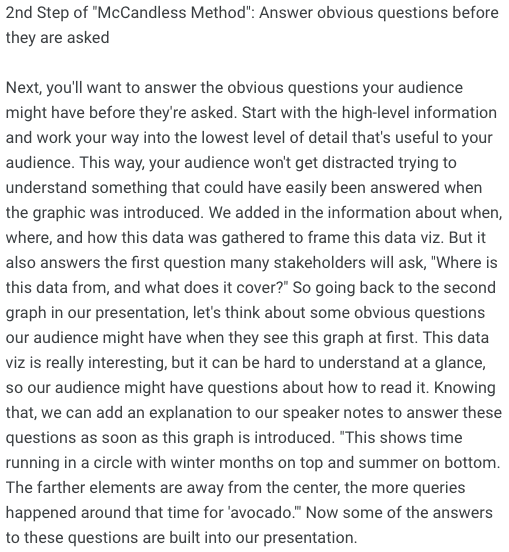 2nd Step of "McCandless Method": Answer obvious questions before
they are asked
Next, you'll want to answer the obvious questions your audience
might have before they're asked. Start with the high-level information
and work your way into the lowest level of detail that's useful to your
audience. This way, your audience won't get distracted trying to
understand something that could have easily been answered when
the graphic was introduced. We added in the information about when,
where, and how this data was gathered to frame this data viz. But it
also answers the first question many stakeholders will ask, "Where is
this data from, and what does it cover?" So going back to the second
graph in our presentation, let's think about some obvious questions
our audience might have when they see this graph at first. This data
viz is really interesting, but it can be hard to understand at a glance,
so our audience might have questions about how to read it. Knowing
that, we can add an explanation to our speaker notes to answer these
questions as soon as this graph is introduced. "This shows time
running in a circle with winter months on top and summer on bottom.
The farther elements are away from the center, the more queries
happened around that time for 'avocado.'" Now some of the answers
to these questions are built into our presentation.